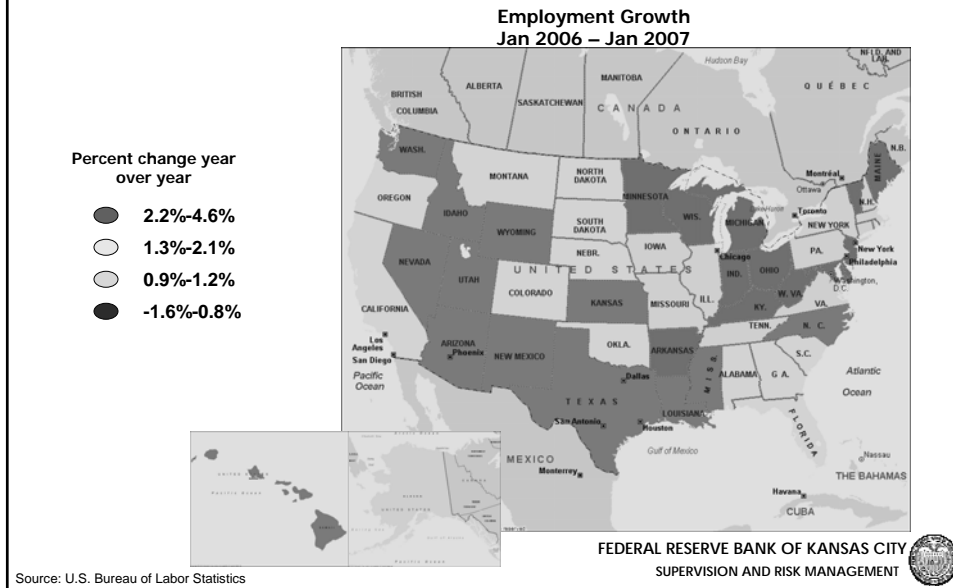 Employment Growth
Jan 2006 – Jan 2007
Percent change year
over year
2.2%-4.6%
1.3%-2.1%
0.9%-1.2%
-1.6%-0.8%
Hudson Bay
NFLD. AND
LAB.
BRITISH
COLUMBIA
ALBERTA
SASKATCHEWAN
MANITOBA
CANADA
ONTARIO
QUÉBEC
N.B.
MAINE
Montréal
Ottawa
Toronto
N.H.
NEW YORK
New York
PA.
Philadelphia
Washington,
D.C.
WASH.
OREGON
IDAHO
MONTANA
NORTH
DAKOTA
SOUTH
DAKOTA
MINNESOTA
WIS.
MICHIGAN
WYOMING
NEBR.
IOWA
Chicago
ILL.
IND.
OHIO
W. VA.
VA.
KY.
NEVADA
UTAH
COLORADO
UNITED STATES
KANSAS
MISSOURI
CALIFORNIA
Los
Angeles
San Diego
ARIZONA
Phoenix
NEW MEXICO
OKLA.
ARKANSAS
TENN.
N. C.
S.C.
MISS
ALABAMA
GA.
Dallas
TEXAS
LOUISIANA
San Antonio
Houston
FLORIDA
Pacific
Ocean
Atlantic
Ocean
Gulf of Mexico
MEXICO
Monterrey
Nassau
THE BAHAMAS
Havana
CUBA
FEDERAL RESERVE BANK OF KANSAS CITY
SUPERVISION AND RISK MANAGEMENT
Source: U.S. Bureau of Labor Statistics